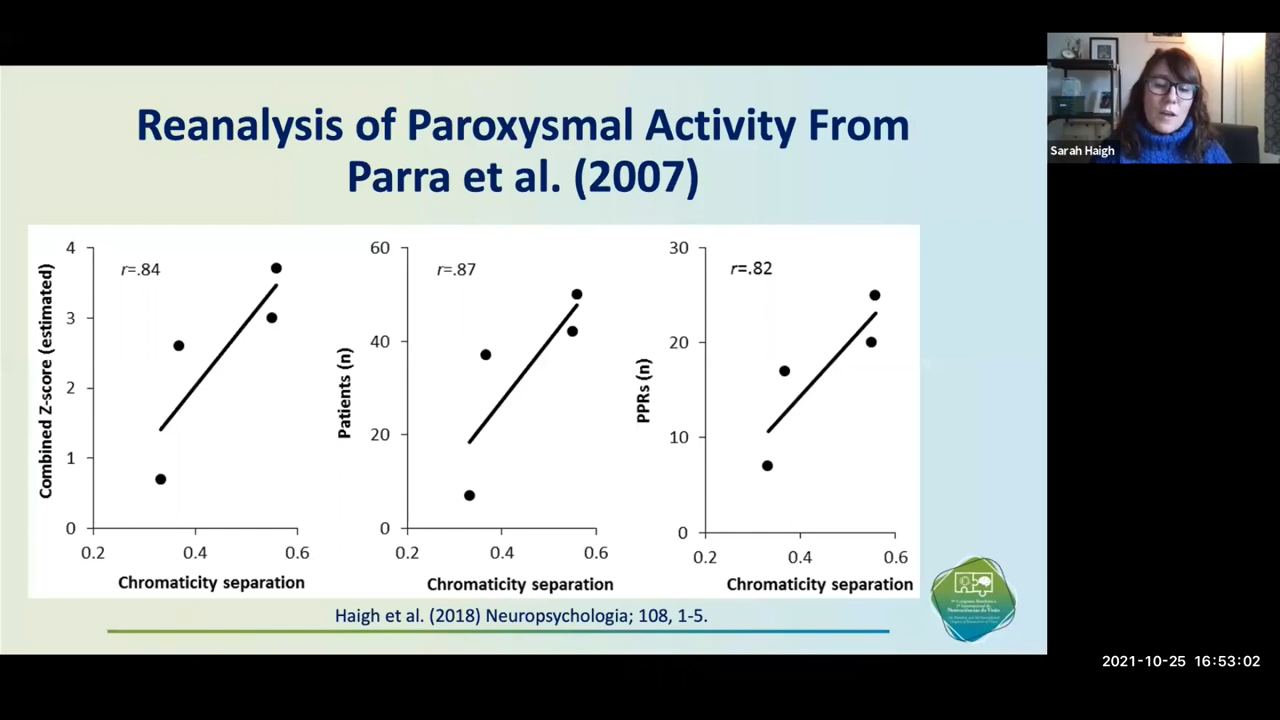 Reanalysis of Paroxysmal Activity From
Parra et al. (2007)
Sarah Haigh
Combined Z-score (estimated)
4
3
2
1
0
r=.84
0.2 0.4 0.6
Chromaticity separation
Patients (n)
60
40
20
0
r=.87
0.2 0.4 0.6
Chromaticity separation
PPRs (n)
30
20
10
0
r=.82
0.2 0.4 0.6
Chromaticity separation
Haigh et al. (2018) Neuropsychologia; 108, 1-5.
2021-10-25 16:53:02